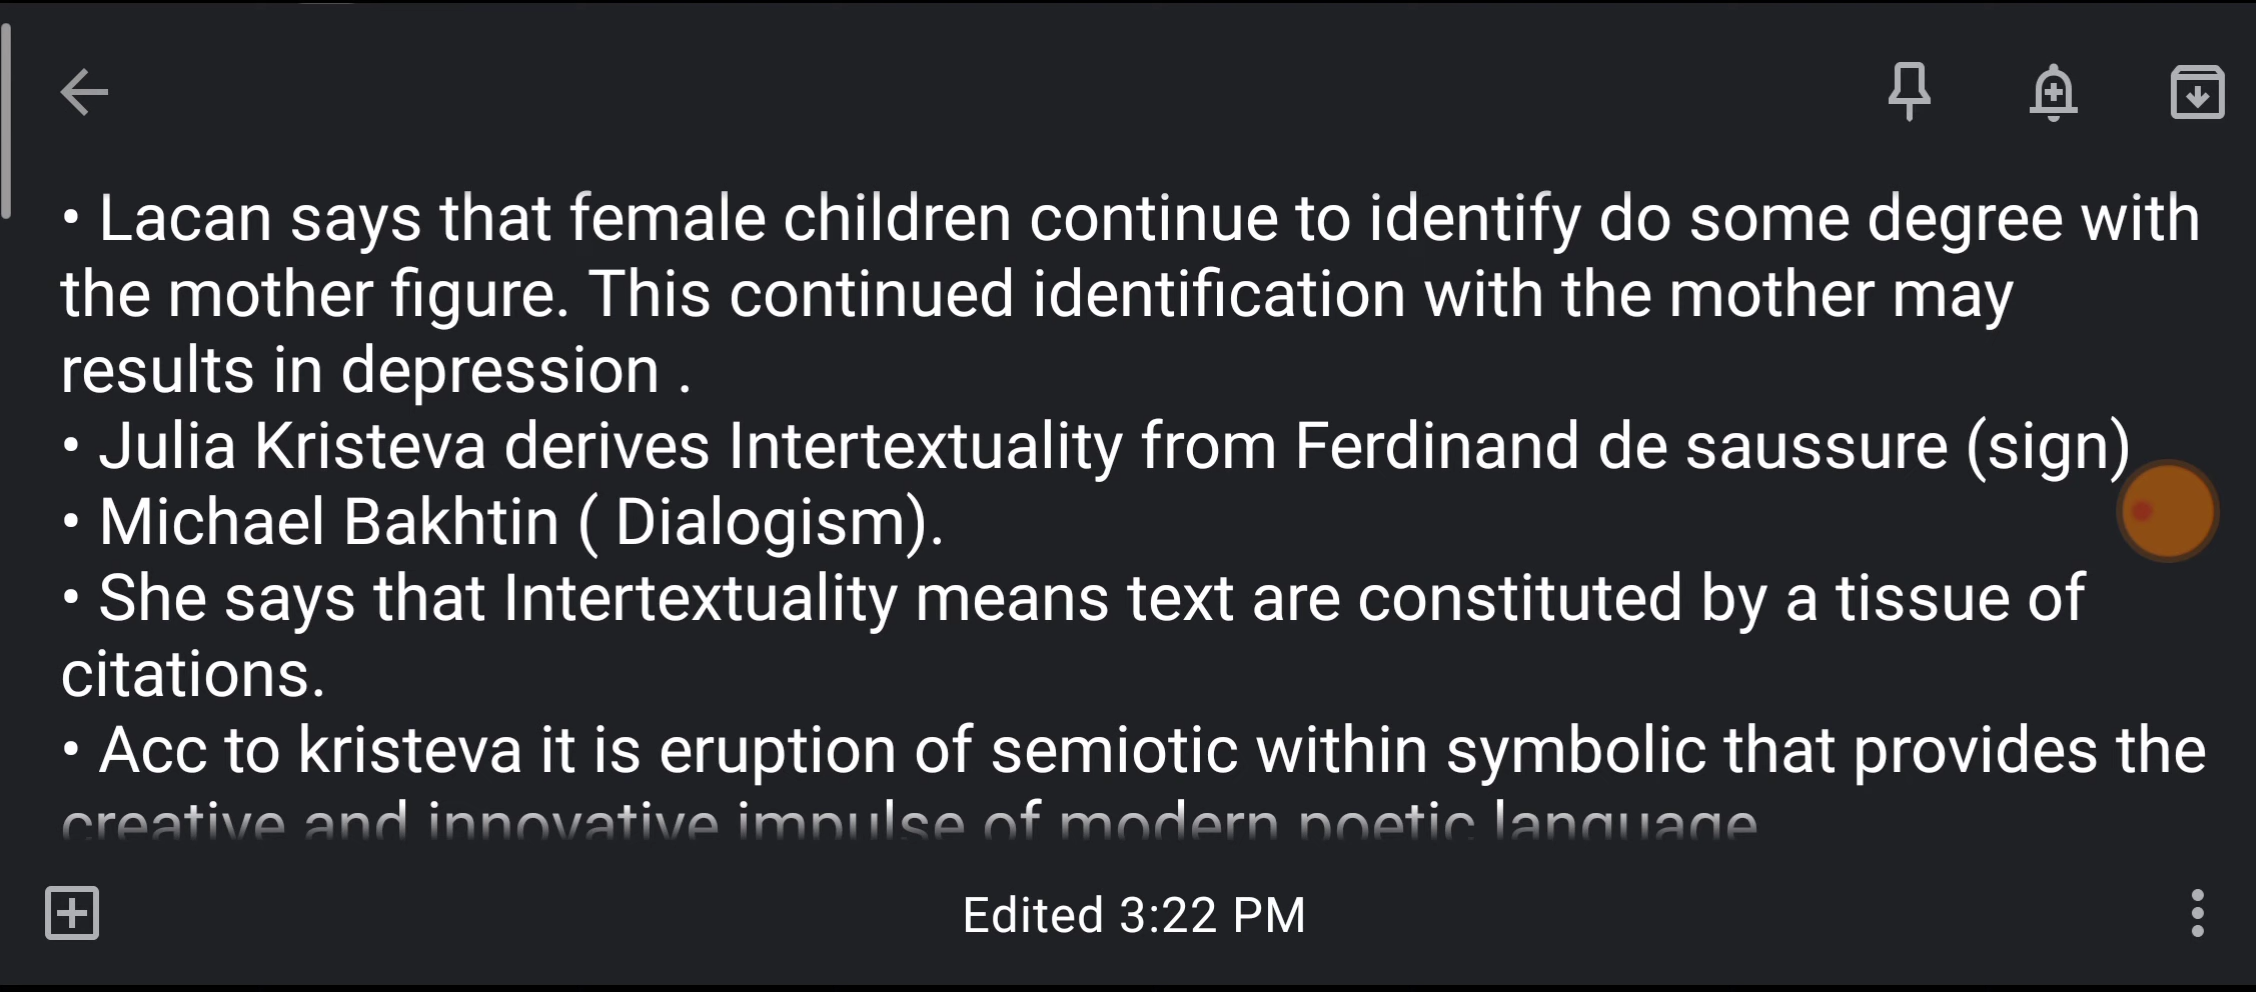 • Lacan says that female children continue to identify do some degree with
the mother figure. This continued identification with the mother may
results in depression .
• Julia Kristeva derives Intertextuality from Ferdinand de saussure (sign)
• Michael Bakhtin ( Dialogism).
• She says that Intertextuality means text are constituted by a tissue of
citations.
• Acc to kristeva it is eruption of semiotic within symbolic that provides the
creative and innovative impulse of modern poetic language
Edited 3:22 PM